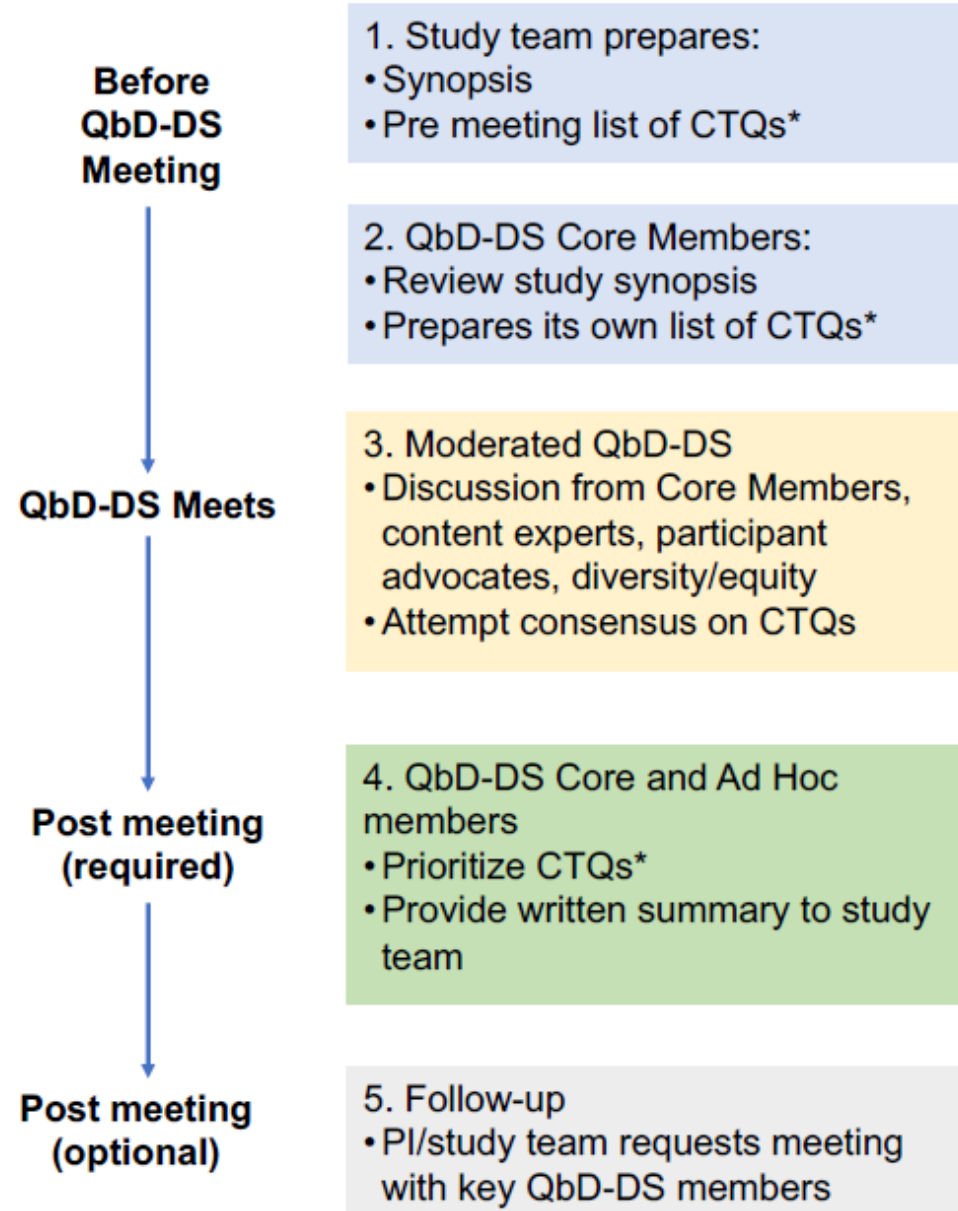 Before
QbD-DS
Meeting
1. Study team prepares:
• Synopsis
• Pre meeting list of CTQs*
2. QbD-DS Core Members:
• Review study synopsis
• Prepares its own list of CTQs*
QbD-DS Meets
3. Moderated QbD-DS
• Discussion from Core Members,
content experts, participant
advocates, diversity/equity
• Attempt consensus on CTQs
Post meeting
(required)
4. QbD-DS Core and Ad Hoc
members
• Prioritize CTQs*
• Provide written summary to study
team
Post meeting
(optional)
5. Follow-up
• PI/study team requests meeting
with key QbD-DS members